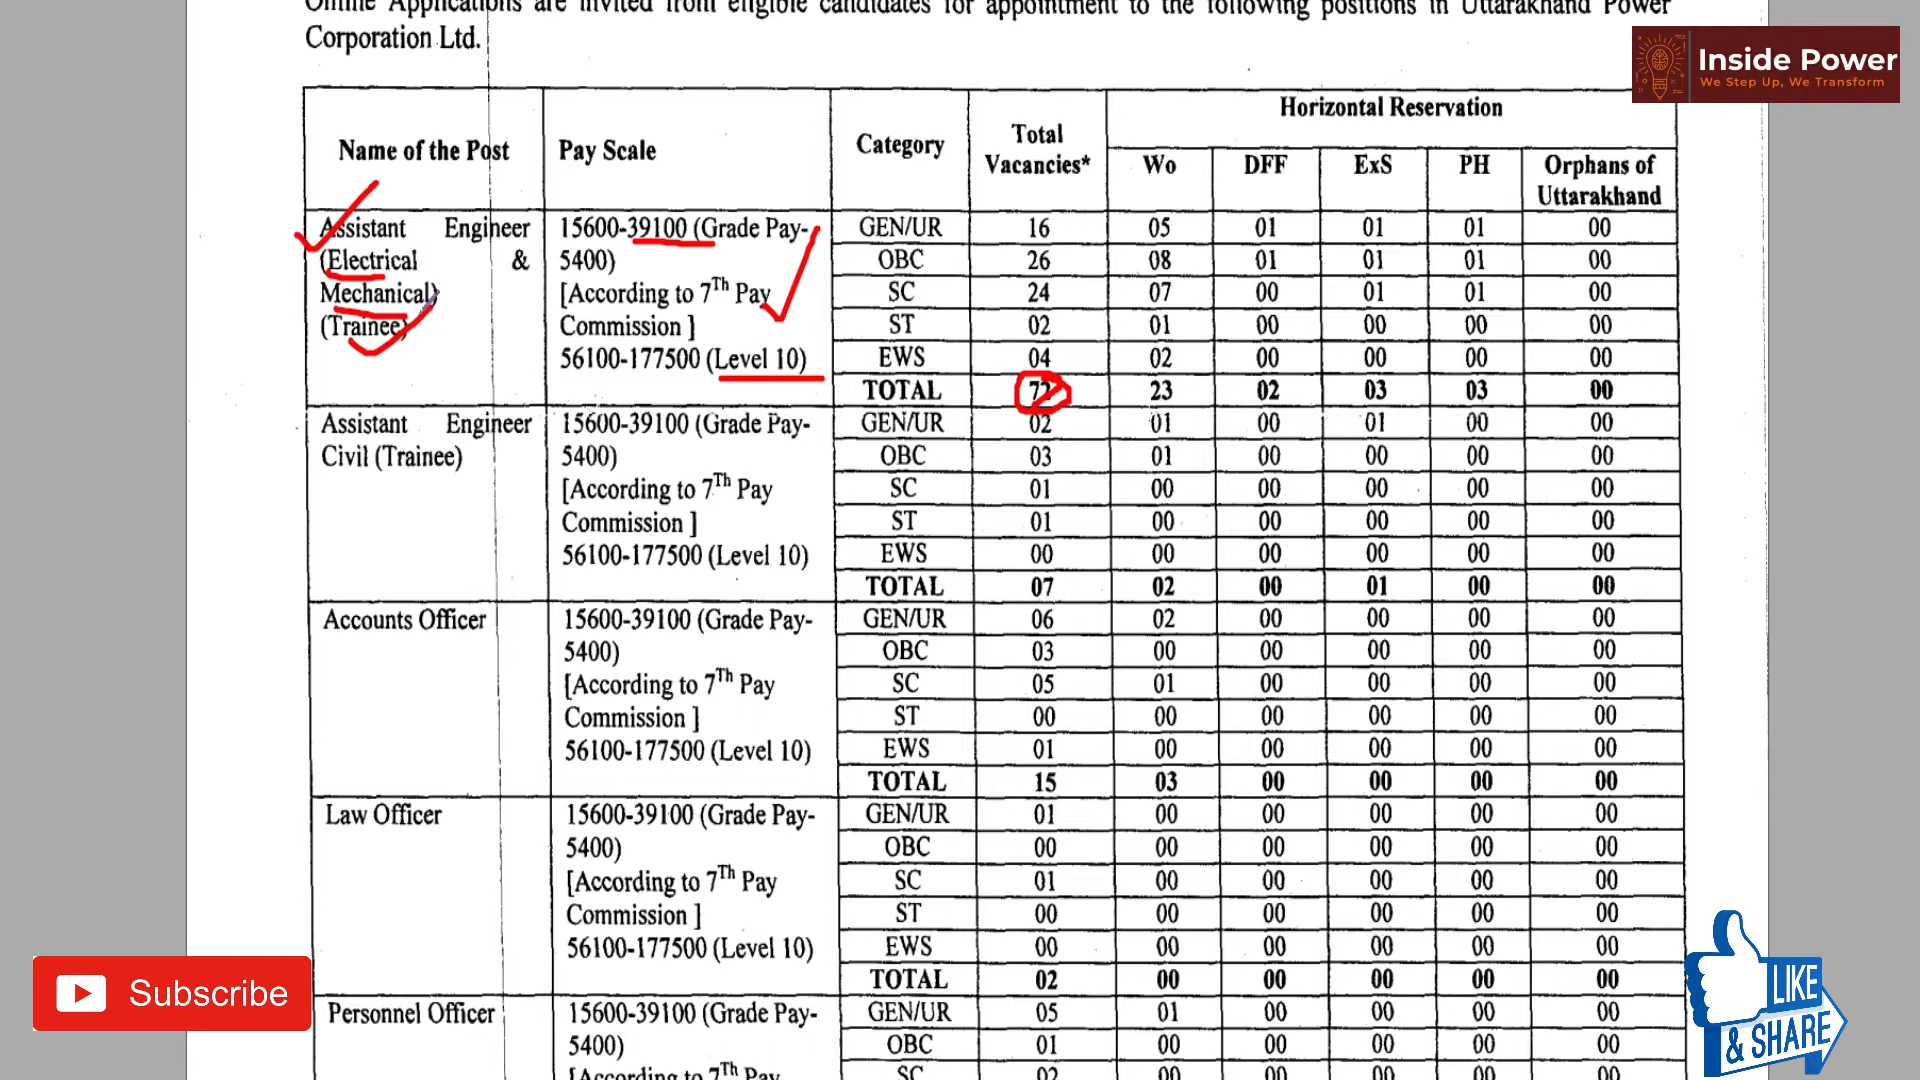 Online Applications are invited from eligible candidates for appointment to the following positions in Uttarakhand Power
Corporation Ltd.
Inside Power
We Step Up, We Transform
Name of the Post Pay Scale Category Total Vacancies* Horizontal Reservation
Wo DFF ExS PH Orphans of Uttarakhand
Assistant Engineer 15600-39100 (Grade Pay- GEN/UR 16 05 01 01 01 00
(Electrical & 5400) OBC 26 08 01 01 01 00
Mechanical) [According to 7Th Pay SC 24 07 00 01 01 00
(Trainee) Commission ] ST 02 01 00 00 00 00
56100-177500 (Level 10) EWS 04 02 00 00 00 00
TOTAL 72 23 02 03 03 00
Assistant Engineer 15600-39100 (Grade Pay- GEN/UR 02 01 00 01 00 00
Civil (Trainee) 5400) OBC 03 01 00 00 00 00
[According to 7Th Pay SC 01 00 00 00 00 00
Commission ] ST 01 00 00 00 00 00
56100-177500 (Level 10) EWS 00 00 00 00 00 00
TOTAL 07 02 00 01 00 00
Accounts Officer 15600-39100 (Grade Pay- GEN/UR 06 02 00 00 00 00
5400) OBC 03 00 00 00 00 00
[According to 7Th Pay SC 05 01 00 00 00 00
Commission ] ST 00 00 00 00 00 00
56100-177500 (Level 10) EWS 01 00 00 00 00 00
TOTAL 15 03 00 00 00 00
Law Officer 15600-39100 (Grade Pay- GEN/UR 01 00 00 00 00 00
5400) OBC 00 00 00 00 00 00
[According to 7Th Pay SC 01 00 00 00 00 00
Commission ] ST 00 00 00 00 00 00
56100-177500 (Level 10) EWS 00 00 00 00 00 00
TOTAL 02 00 00 00 00 00
Personnel Officer 15600-39100 (Grade Pay- GEN/UR 05 01 00 00 00 00
5400) OBC 01 00 00 00 00 00
[According to 7Th Pay SC 02 00 00 00 00 00
Subscribe
LIKE
& SHARE